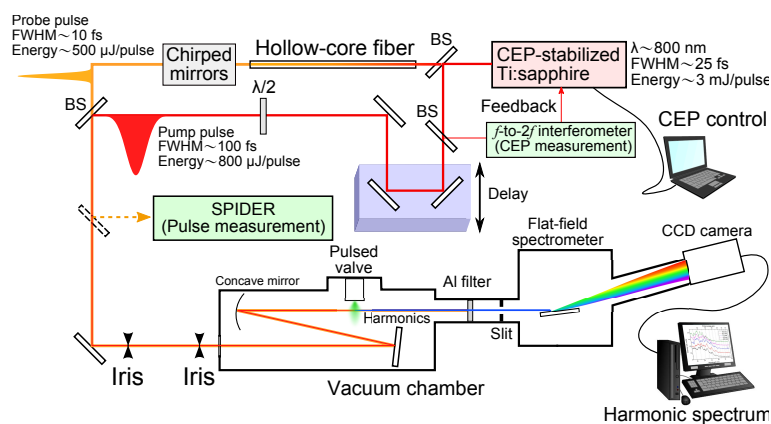 Probe pulse
FWHM~10 fs
Energy~500 µJ/pulse
Chirped
mirrors
Hollow-core fiber
BS
CEP-stabilized
Ti:sapphire
λ~800 nm
FWHM~25 fs
Energy~3 mJ/pulse
BS
λ/2
BS
Feedback
f-to-2f interferometer
(CEP measurement)
CEP control
Pump pulse
FWHM~100 fs
Energy~800 µJ/pulse
Delay
SPIDER
(Pulse measurement)
Flat-field
spectrometer
CCD camera
Pulsed
valve
Concave mirror
Al filter
Harmonics
Slit
Iris
Iris
Vacuum chamber
Harmonic spectrum